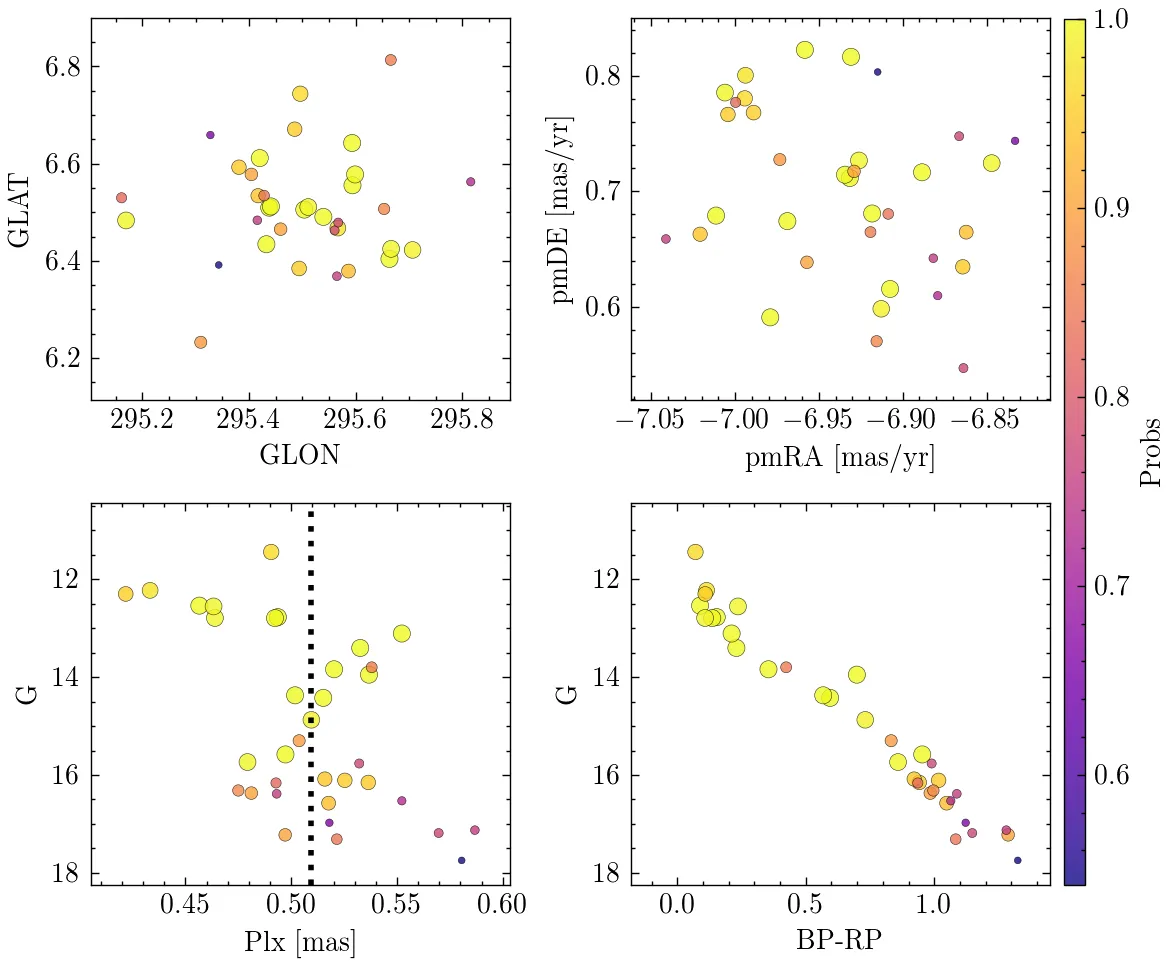 6.8
6.6
6.4
6.2
GLAT
295.2 295.4 295.6 295.8
GLON
0.8
0.7
0.6
pmDE [mas/yr]
−7.05 −7.00 −6.95 −6.90 −6.85
pmRA [mas/yr]
12
14
16
18
G
0.45 0.50 0.55 0.60
Plx [mas]
12
14
16
18
G
0.0 0.5 1.0
BP-RP
1.0
0.9
0.8
0.7
0.6
Probs